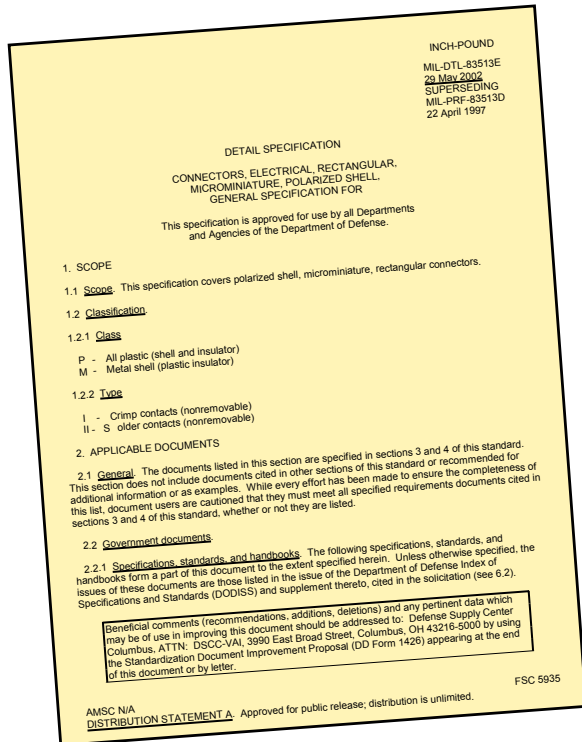 INCH-POUND
MIL-DTL-83513E
29 May 2002
SUPERSEDING
MIL-PRF-83513D
22 April 1997
DETAIL SPECIFICATION
CONNECTORS, ELECTRICAL, RECTANGULAR,
MICROMINIATURE, POLARIZED SHELL,
GENERAL SPECIFICATION FOR
This specification is approved for use by all Departments
and Agencies of the Department of Defense.
1. SCOPE
1.1 Scope. This specification covers polarized shell, microminiature, rectangular connectors.
1.2 Classification.
1.2.1 Class
P - All plastic (shell and insulator)
M - Metal shell (plastic insulator)
1.2.2 Type
I - Crimp contacts (nonremovable)
II - S older contacts (nonremovable)
2. APPLICABLE DOCUMENTS
2.1 General. The documents listed in this section are specified in sections 3 and 4 of this standard.
This section does not include documents cited in other sections of this standard or recommended for
additional information or as examples. While every effort has been made to ensure the completeness of
this list, document users are cautioned that they must meet all specified requirements documents cited in
sections 3 and 4 of this standard, whether or not they are listed.
2.2 Government documents.
2.2.1 Specifications, standards, and handbooks. The following specifications, standards, and
handbooks form a part of this document to the extent specified herein. Unless otherwise specified, the
issues of these documents are those listed in the issue of the Department of Defense Index of
Specifications and Standards (DODISS) and supplement thereto, cited in the solicitation (see 6.2).
Beneficial comments (recommendations, additions, deletions) and any pertinent data which
may be of use in improving this document should be addressed to: Defense Supply Center
Columbus, ATTN: DSCC-VAI, 3990 East Broad Street, Columbus, OH 43216-5000 by using
the Standardization Document Improvement Proposal (DD Form 1426) appearing at the end
of this document or by letter.
AMSC N/A
FSC 5935
DISTRIBUTION STATEMENT A. Approved for public release; distribution is unlimited.